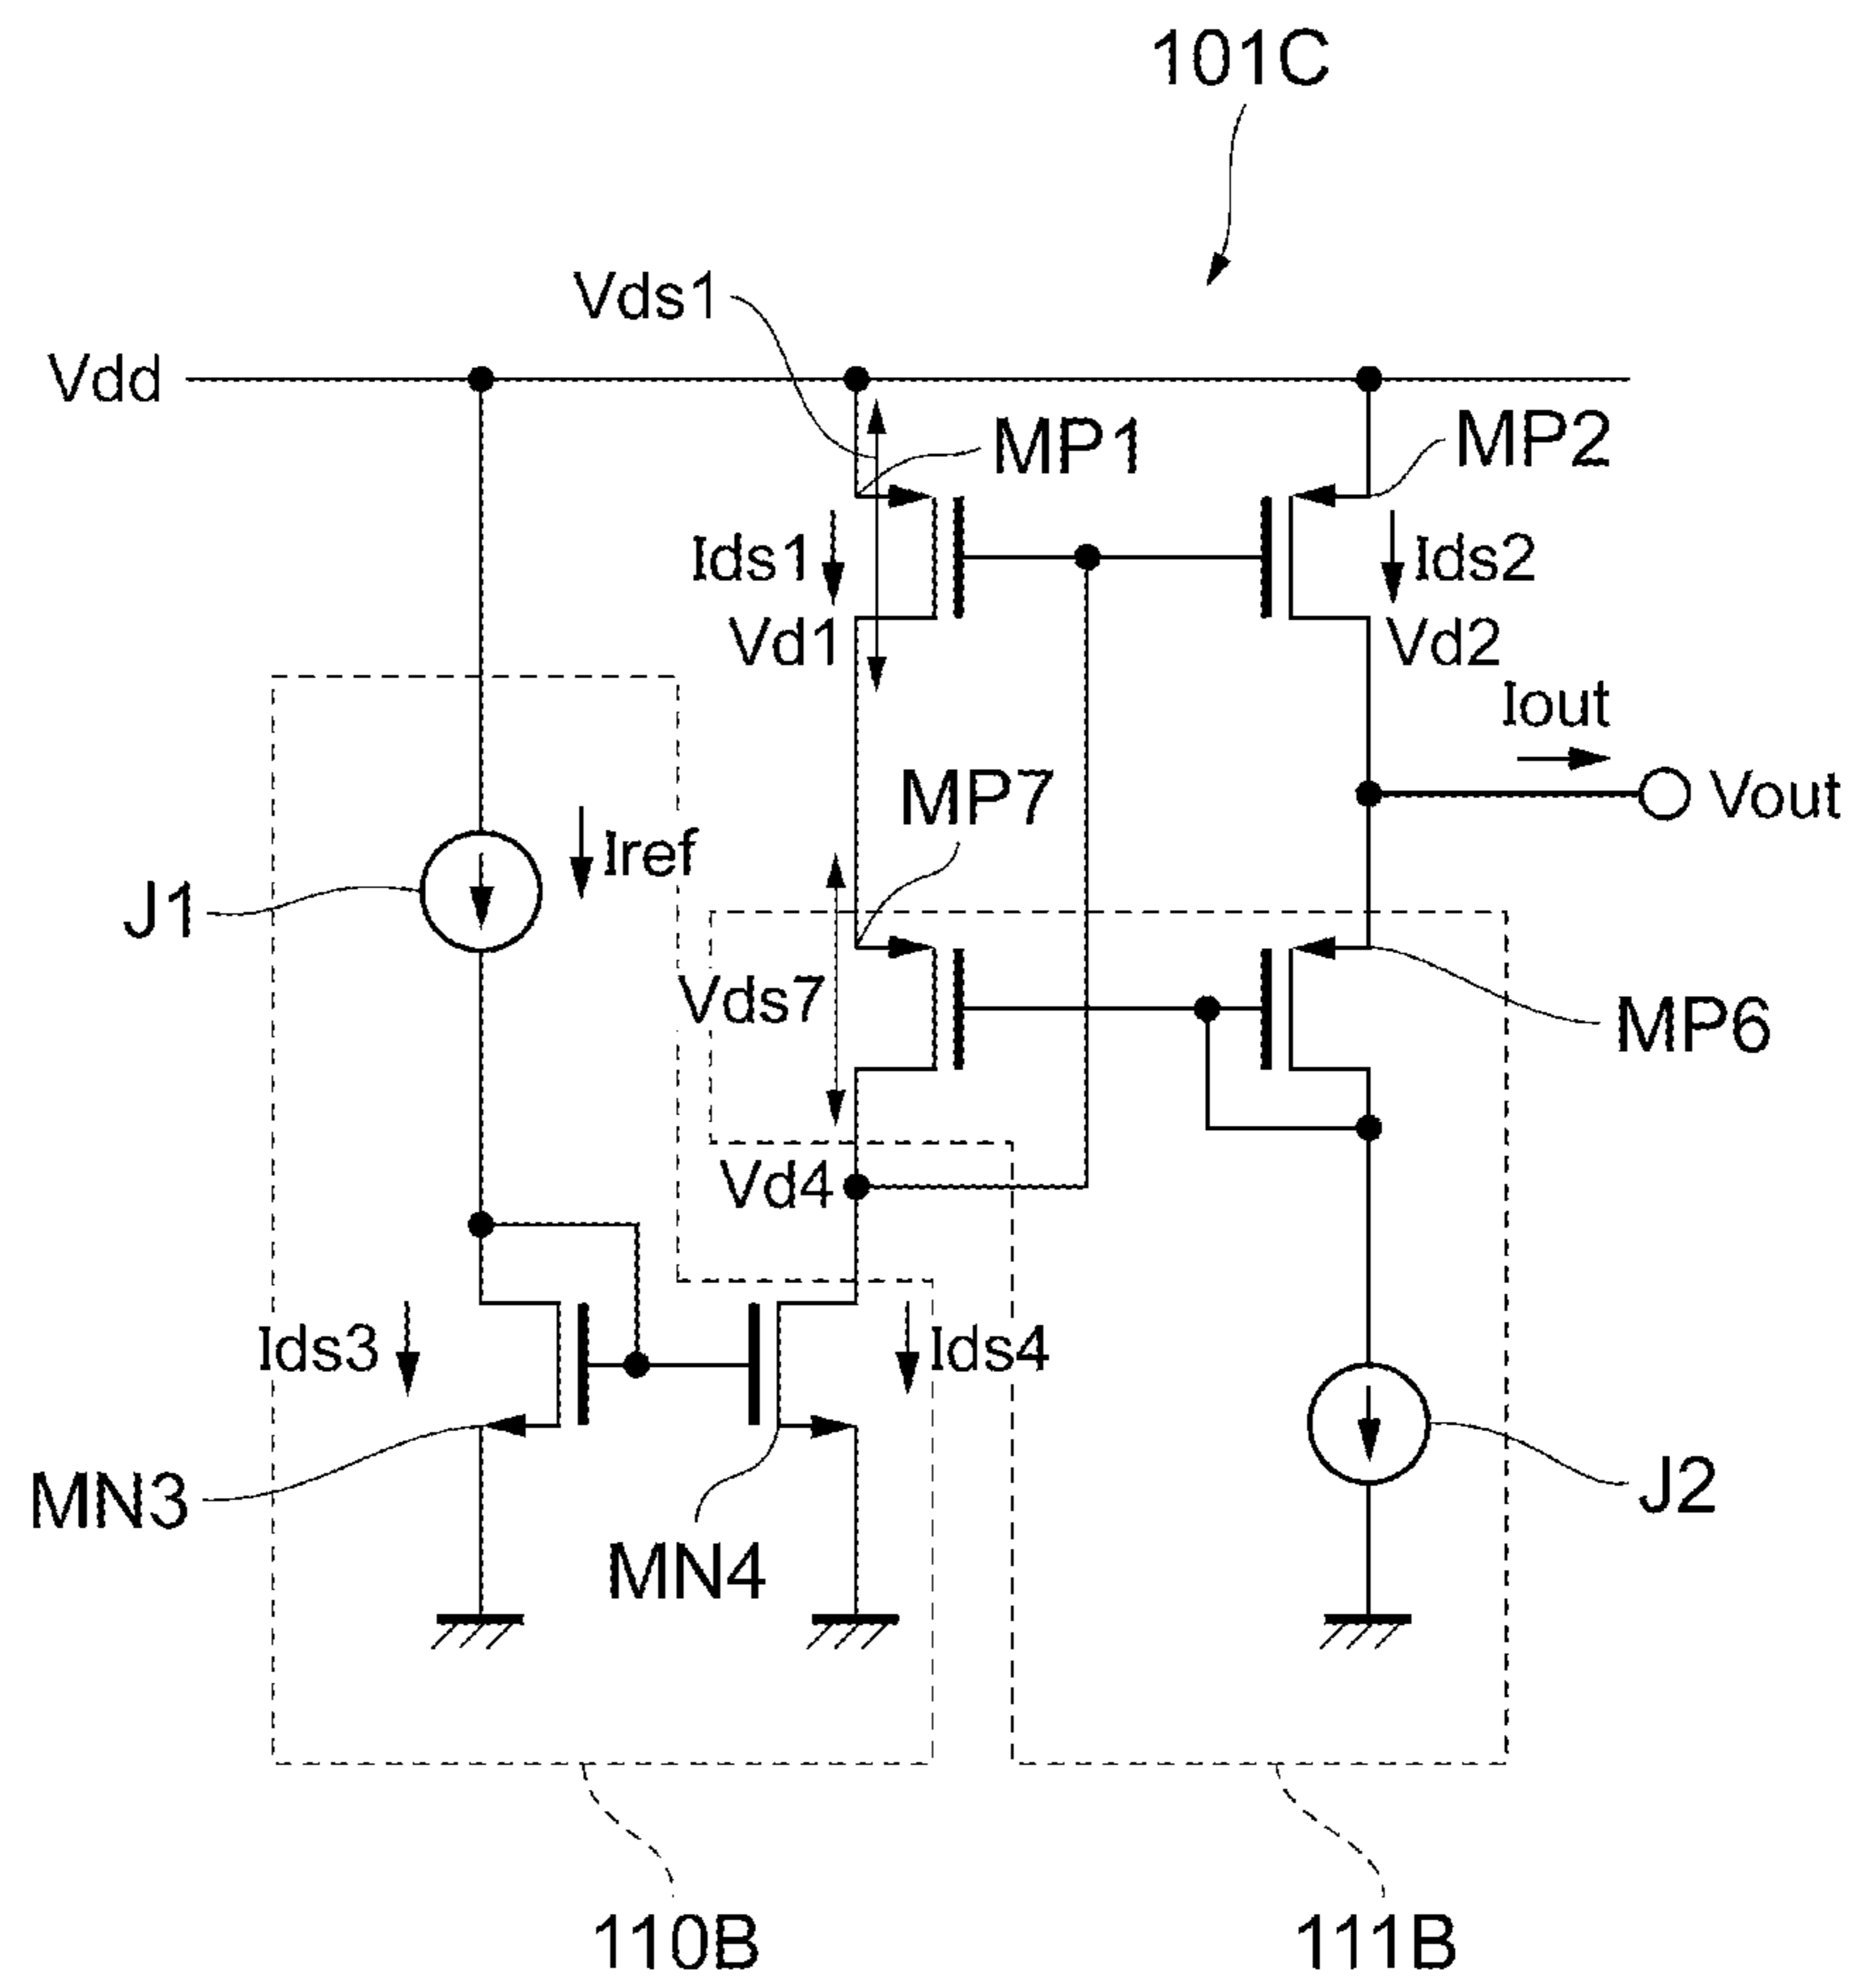 101C
Vds1
Vdd
MP1
MP2
Ids1
Ids2
Vd1
Vd2
Iout
MP7
Vout
Iref
J1
Vds7
MP6
Vd4
Ids3
Ids4
MN3
MN4
J2
110B
111B